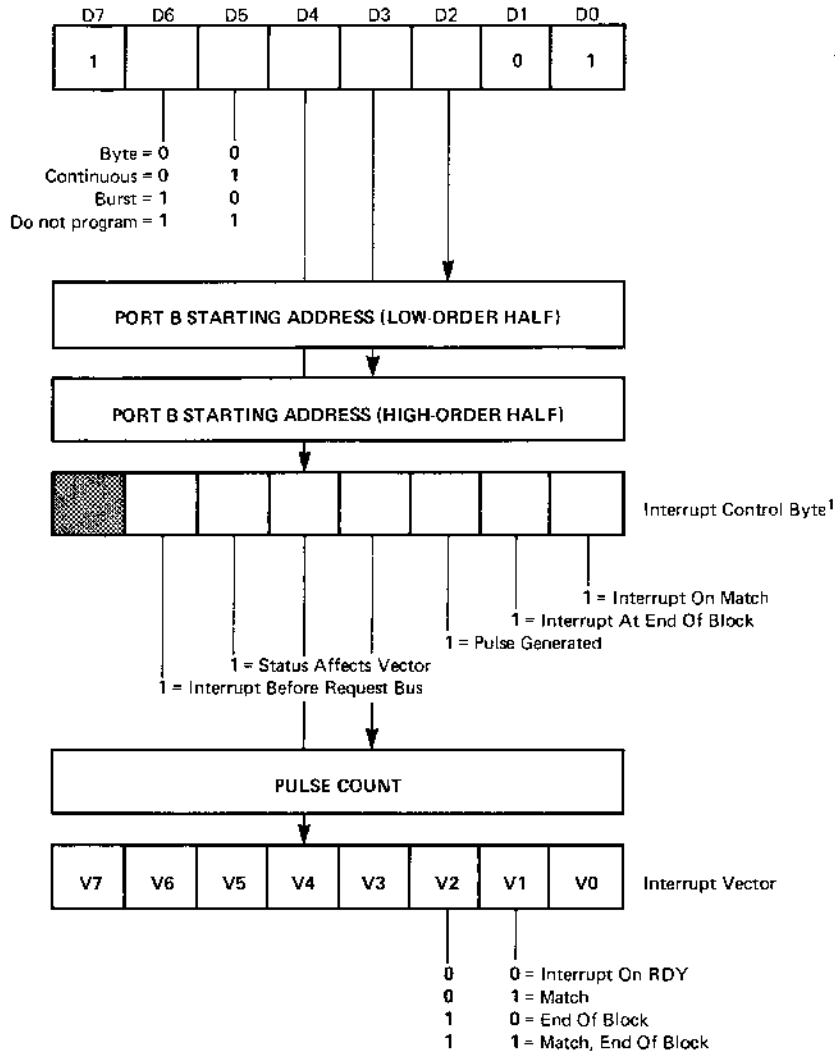 D7 D6 D5 D4 D3 D2 D1 D0
1 0 1
Byte = 0 0
Continuous = 0 1
Burst = 1 0
Do not program = 1 1
PORT B STARTING ADDRESS (LOW-ORDER HALF)
PORT B STARTING ADDRESS (HIGH-ORDER HALF)
Interrupt Control Byte¹
1 = Interrupt On Match
1 = Interrupt At End Of Block
1 = Pulse Generated
1 = Status Affects Vector
1 = Interrupt Before Request Bus
PULSE COUNT
V7 V6 V5 V4 V3 V2 V1 V0 Interrupt Vector
0 0 = Interrupt On RDY
0 1 = Match
1 0 = End Of Block
1 1 = Match, End Of Block